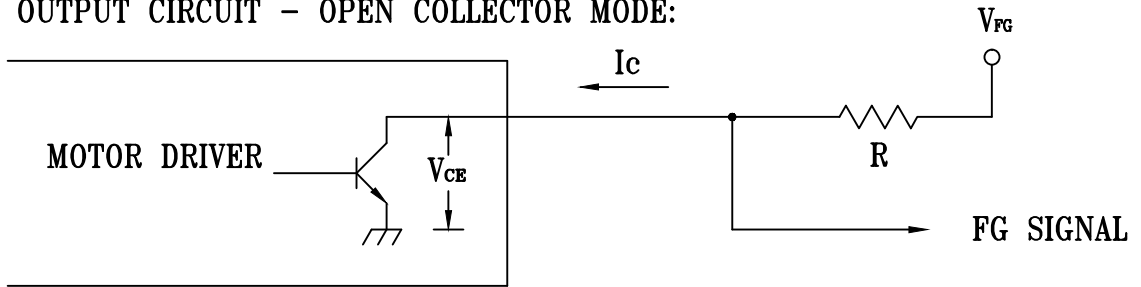 OUTPUT CIRCUIT - OPEN COLLECTOR MODE:
VFG
Ic
MOTOR DRIVER
VCE
R
FG SIGNAL